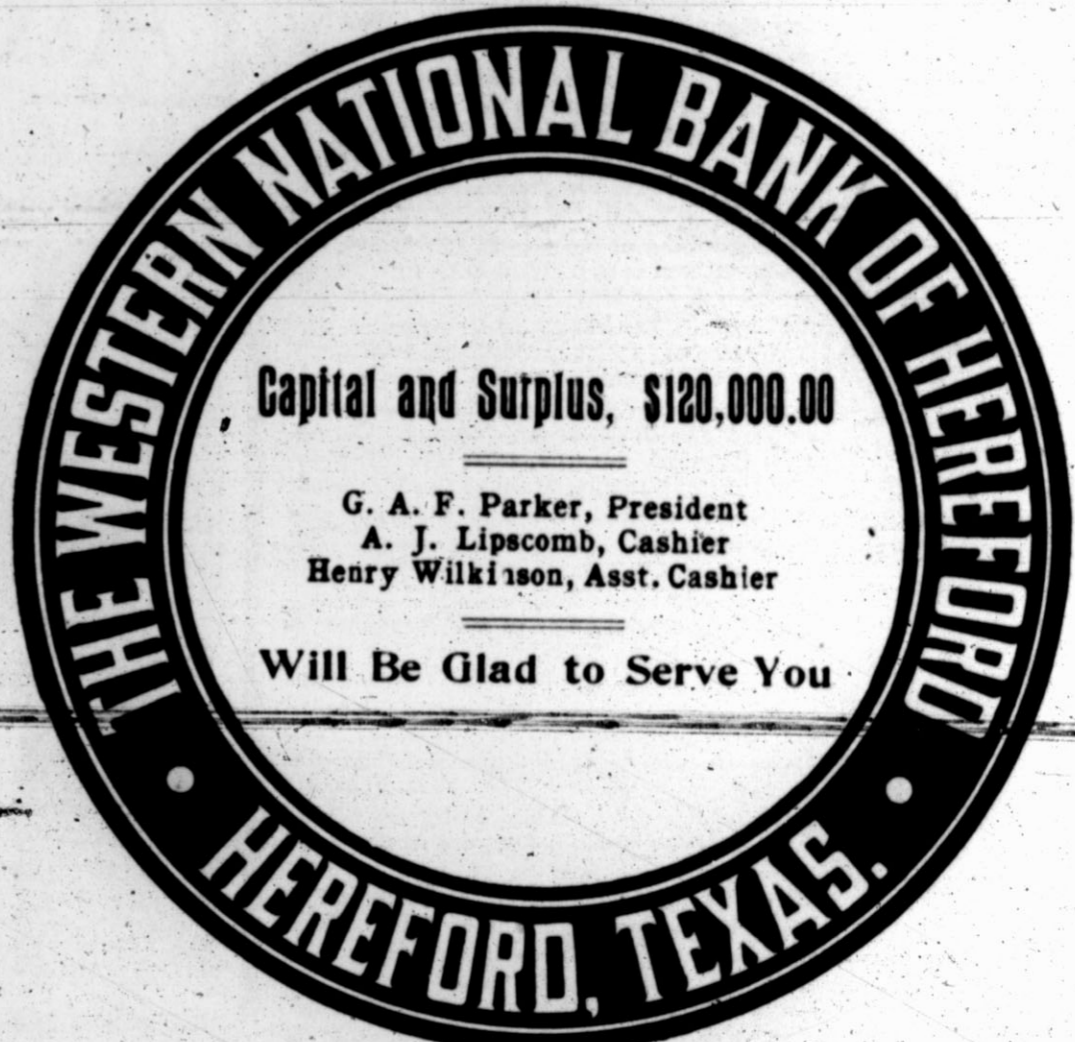 THE WESTERN NATIONAL BANK OF HEREFORD
Capital and Surplus, $120,000.00
G. A. F. Parker, President
A. J. Lipscomb, Cashier
Henry Wilkinson, Asst. Cashier
Will Be Glad to Serve You
HEREFORD, TEXAS.